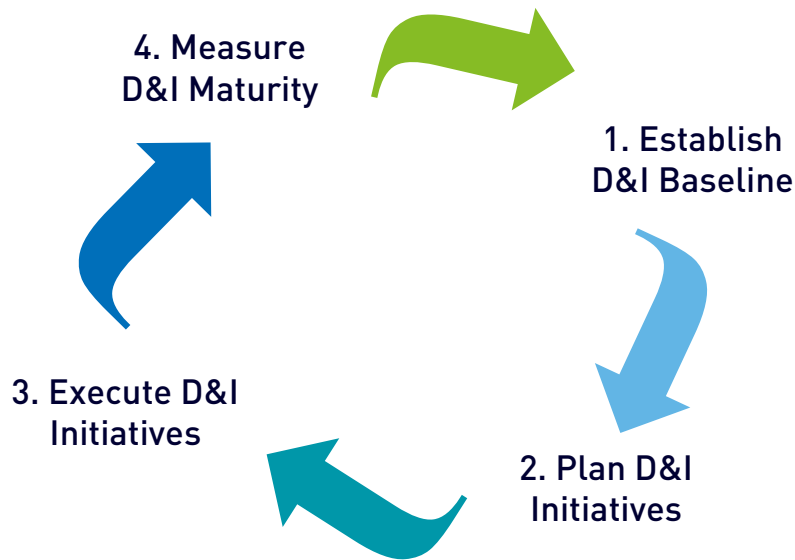 4. Measure
D&I Maturity
1. Establish
D&I Baseline
3. Execute D&I
Initiatives
2. Plan D&I
Initiatives